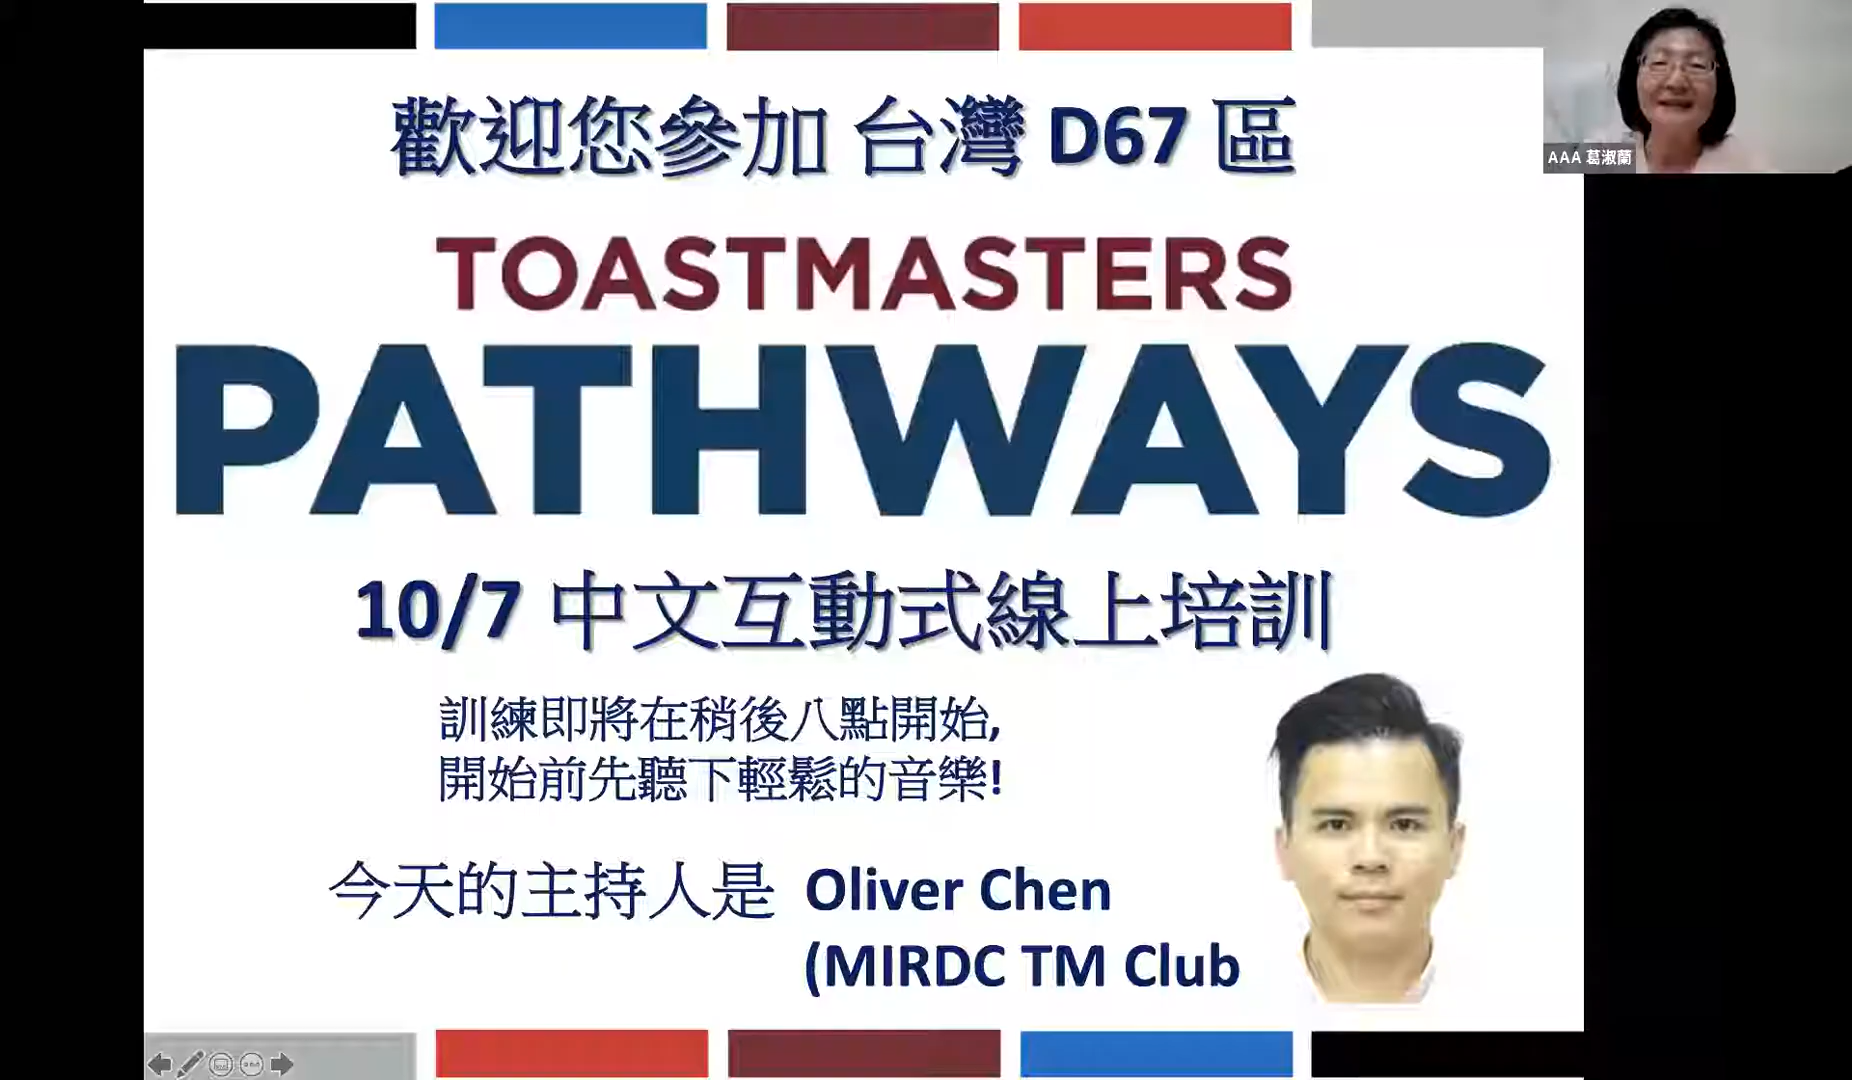 歡迎您參加 台灣 D67 區
AAA 葛淑蘭
TOASTMASTERS
PATHWAYS
10/7 中文互動式線上培訓
訓練即將在稍後八點開始,
開始前先聽下輕鬆的音樂!
今天的主持人是 Oliver Chen
(MIRDC TM Club